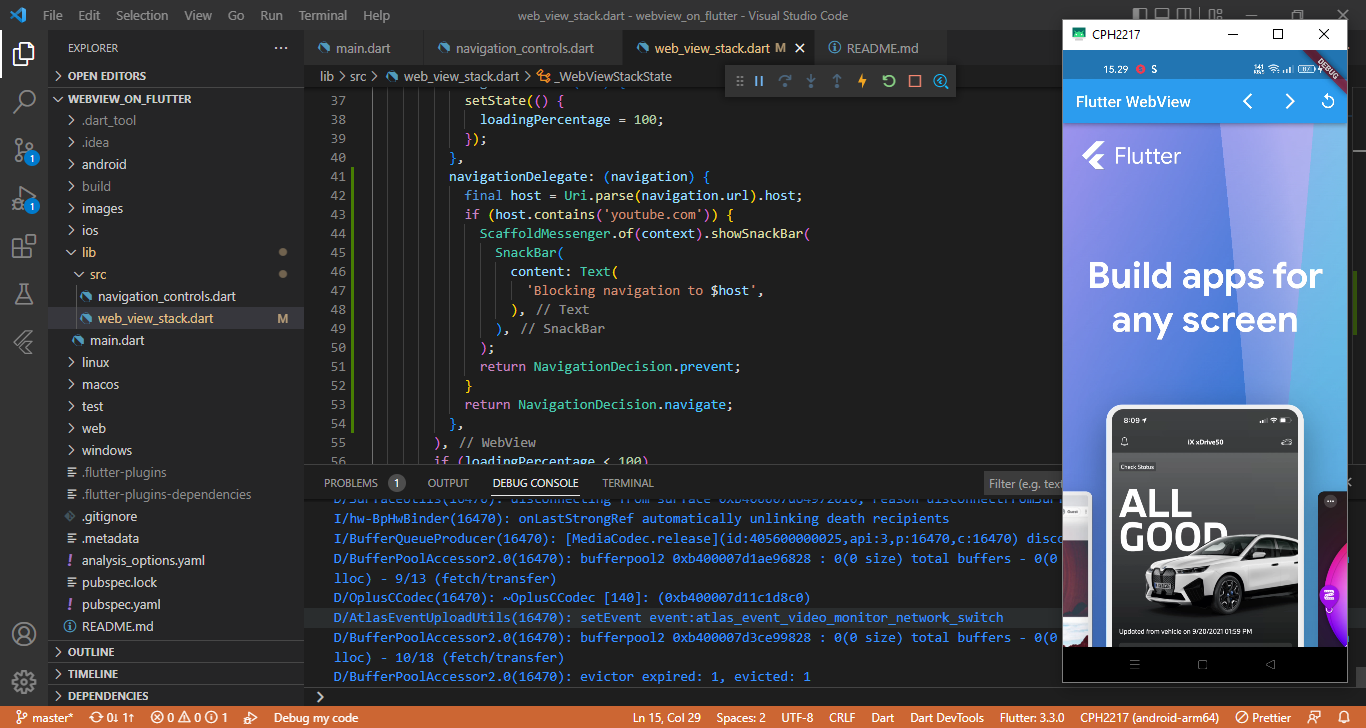 File Edit Selection View Go Run Terminal Help
web_view_stack.dart - webview_on_flutter - Visual Studio Code
EXPLORER
OPEN EDITORS
WEBVIEW_ON_FLUTTER
.dart_tool
.idea
android
build
images
ios
lib
src
navigation_controls.dart
web_view_stack.dart M
main.dart
linux
macos
test
web
windows
.flutter-plugins
.flutter-plugins-dependencies
.gitignore
.metadata
analysis_options.yaml
pubspec.lock
pubspec.yaml
README.md
OUTLINE
TIMELINE
DEPENDENCIES
1
1
main.dart navigation_controls.dart web_view_stack.dart M README.md
lib > src > web_view_stack.dart > _WebViewStackState
37 setState(() {
38 loadingPercentage = 100;
39 });
40 },
41 navigationDelegate: (navigation) {
42 final host = Uri.parse(navigation.url).host;
43 if (host.contains('youtube.com')) {
44 ScaffoldMessenger.of(context).showSnackBar(
45 SnackBar(
46 content: Text(
47 'Blocking navigation to $host',
48 ), // Text
49 ), // SnackBar
50 );
51 return NavigationDecision.prevent;
52 }
53 return NavigationDecision.navigate;
54 },
55 ), // WebView
56 if (loadingPercentage < 100)
PROBLEMS 1 OUTPUT DEBUG CONSOLE TERMINAL
Filter (e.g. text
I/hw-BpHwBinder(16470): onLastStrongRef automatically unlinking death recipients
I/BufferQueueProducer(16470): [MediaCodec.release](id:405600000025,api:3,p:16470,c:16470) disco
D/BufferPoolAccessor2.0(16470): bufferpool2 0xb400007d1ae96828 : 0(0 size) total buffers - 0(0
lloc) - 9/13 (fetch/transfer)
D/OplusCCodec(16470): ~OplusCCodec [140]: (0xb400007d11c1d8c0)
D/AtlasEventUploadUtils(16470): setEvent event:atlas_event_video_monitor_network_switch
D/BufferPoolAccessor2.0(16470): bufferpool2 0xb400007d3ce99828 : 0(0 size) total buffers - 0(0
lloc) - 10/18 (fetch/transfer)
D/BufferPoolAccessor2.0(16470): evictor expired: 1, evicted: 1
CPH2217
15.29 S
DEBUG
Flutter WebView
Flutter
Build apps for
any screen
8:09
iX xDrive50
Check Status
ALL
GOOD
Updated from vehicle on 9/20/2021 01:59 PM
master* 0↓ 1↑ 0 0 1 Debug my code Ln 15, Col 29 Spaces: 2 UTF-8 CRLF Dart Dart DevTools Flutter: 3.3.0 CPH2217 (android-arm64) Prettier